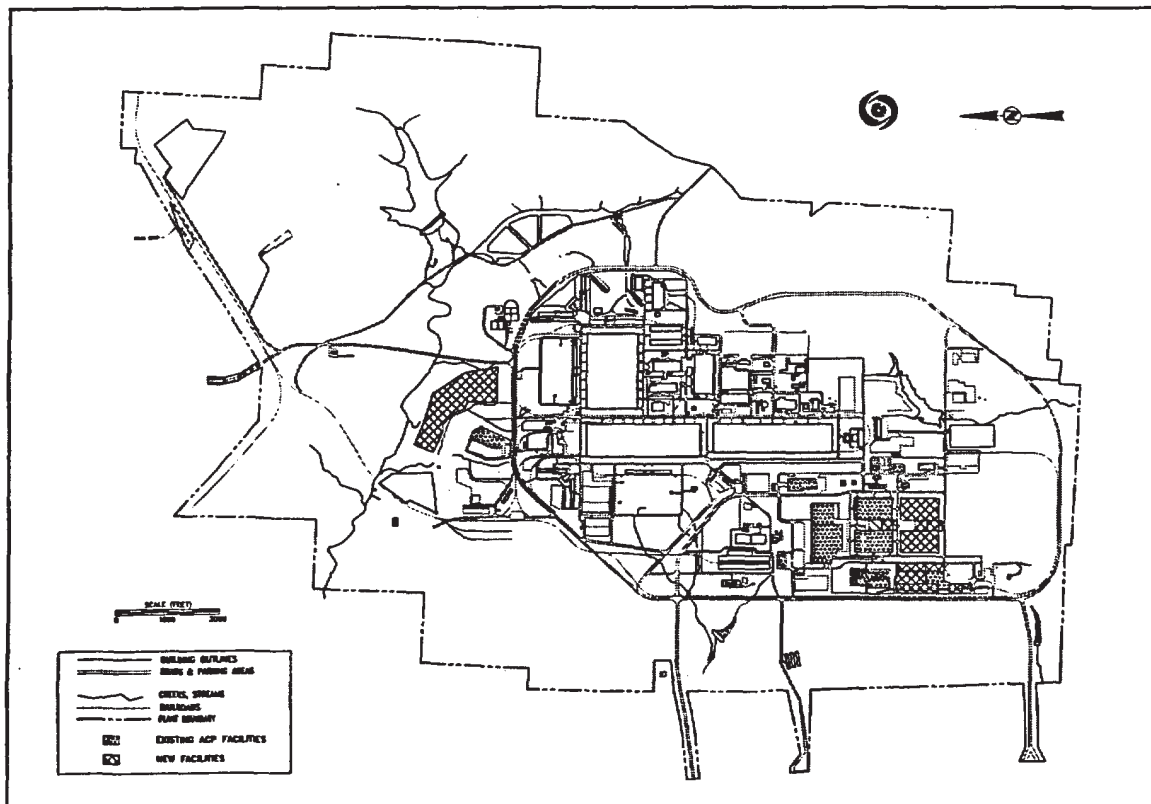 N
SCALE (FEET)
0 1000 2000
BUILDING OUTLINES
ROADS & PARKING AREAS
CREEKS, STREAMS
RAILROADS
PLANT BOUNDARY
EXISTING ACP FACILITIES
NEW FACILITIES